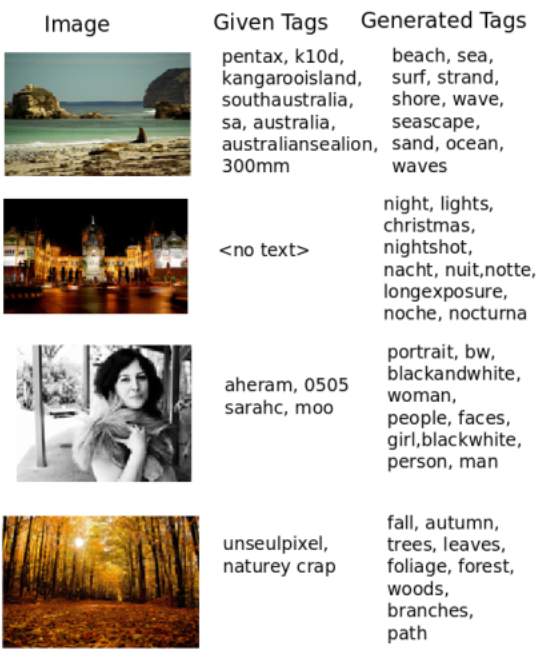 Image
Given Tags
Generated Tags
pentax, k10d,
kangarooisland,
southaustralia,
sa, australia,
australiansealion,
300mm
beach, sea,
surf, strand,
shore, wave,
seascape,
sand, ocean,
waves
<no text>
night, lights,
christmas,
nightshot,
nacht, nuit,notte,
longexposure,
noche, nocturna
aheram, 0505
sarahc, moo
portrait, bw,
blackandwhite,
woman,
people, faces,
girl,blackwhite,
person, man
unseulpixel,
naturey crap
fall, autumn,
trees, leaves,
foliage, forest,
woods,
branches,
path